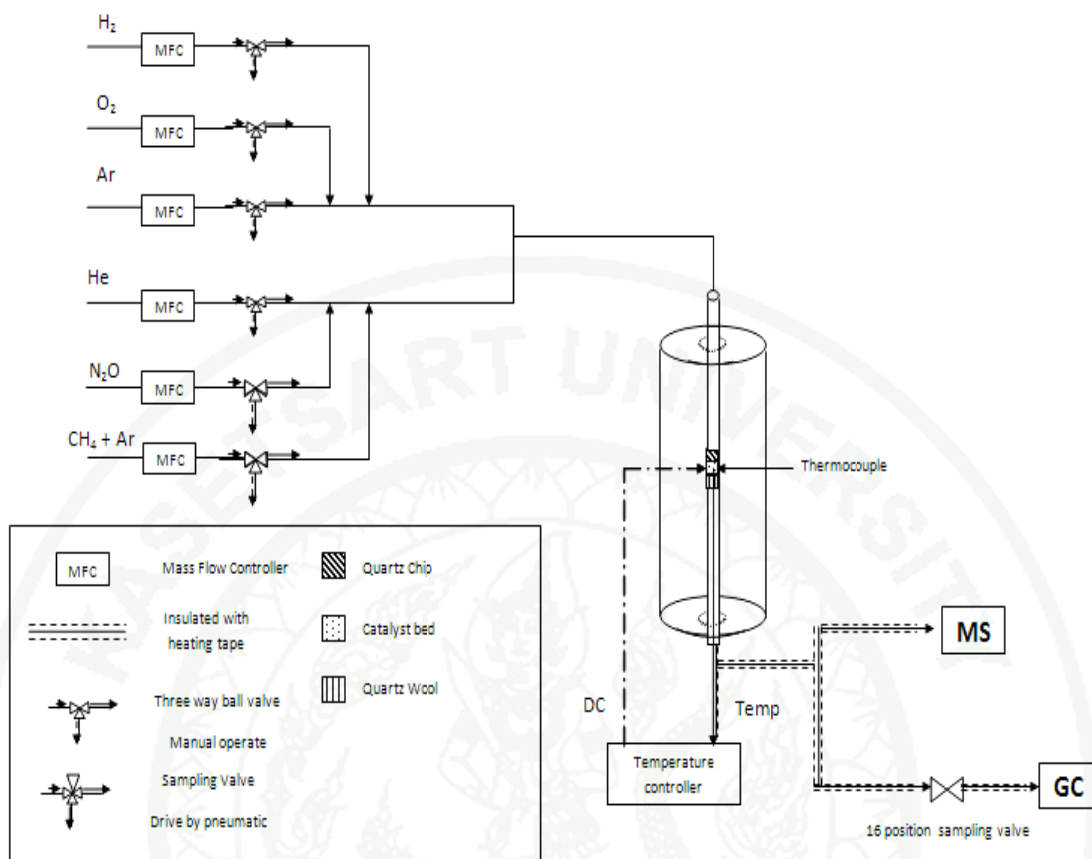 H₂
MFC
O₂
MFC
Ar
MFC
He
MFC
N₂O
MFC
CH₄ + Ar
MFC
Thermocouple
MFC
Mass Flow Controller
Quartz Chip
Insulated with
heating tape
Catalyst bed
Three way ball valve
Manual operate
Quartz Wool
Sampling Valve
Drive by pneumatic
DC
Temp
Temperature
controller
MS
GC
16 position sampling valve
KASETSART UNIVERSITY